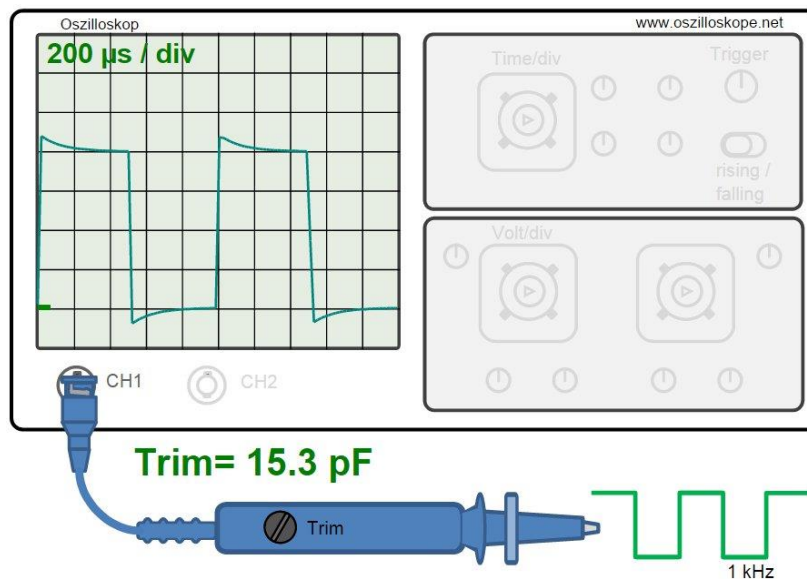 Oszilloskop
www.oszilloskope.net
200 µs / div
Time/div
Trigger
rising /
falling
Volt/div
CH1
CH2
Trim= 15.3 pF
Trim
1 kHz